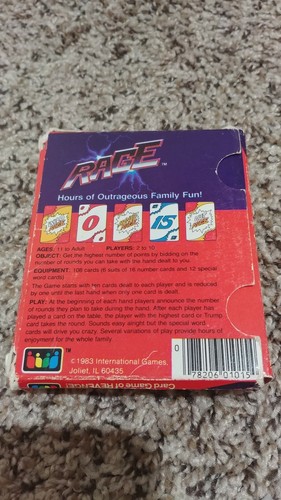 RAGE TM
Hours of Outrageous Family Fun!
0
15
AGES: 11 to Adult PLAYERS: 2 to 10
OBJECT: Get the highest number of points by bidding on the
number of rounds you can take with the hand dealt to you.
EQUIPMENT: 108 cards (6 suits of 16 number cards and 12 special
word cards)
The Game starts with ten cards dealt to each player and is reduced
by one until the last hand when only one card is dealt.
PLAY: At the beginning of each hand players announce the number
of rounds they plan to take during the hand. After each player has
played a card on the table, the player with the highest card or Trump
card takes the round. Sounds easy alright but the special word
cards will drive you crazy. Several variations of play provide hours of
enjoyment for the whole family.
TM
©1983 International Games,
Joliet, IL 60435
0
78206 01015
Card Game of REVENGE!